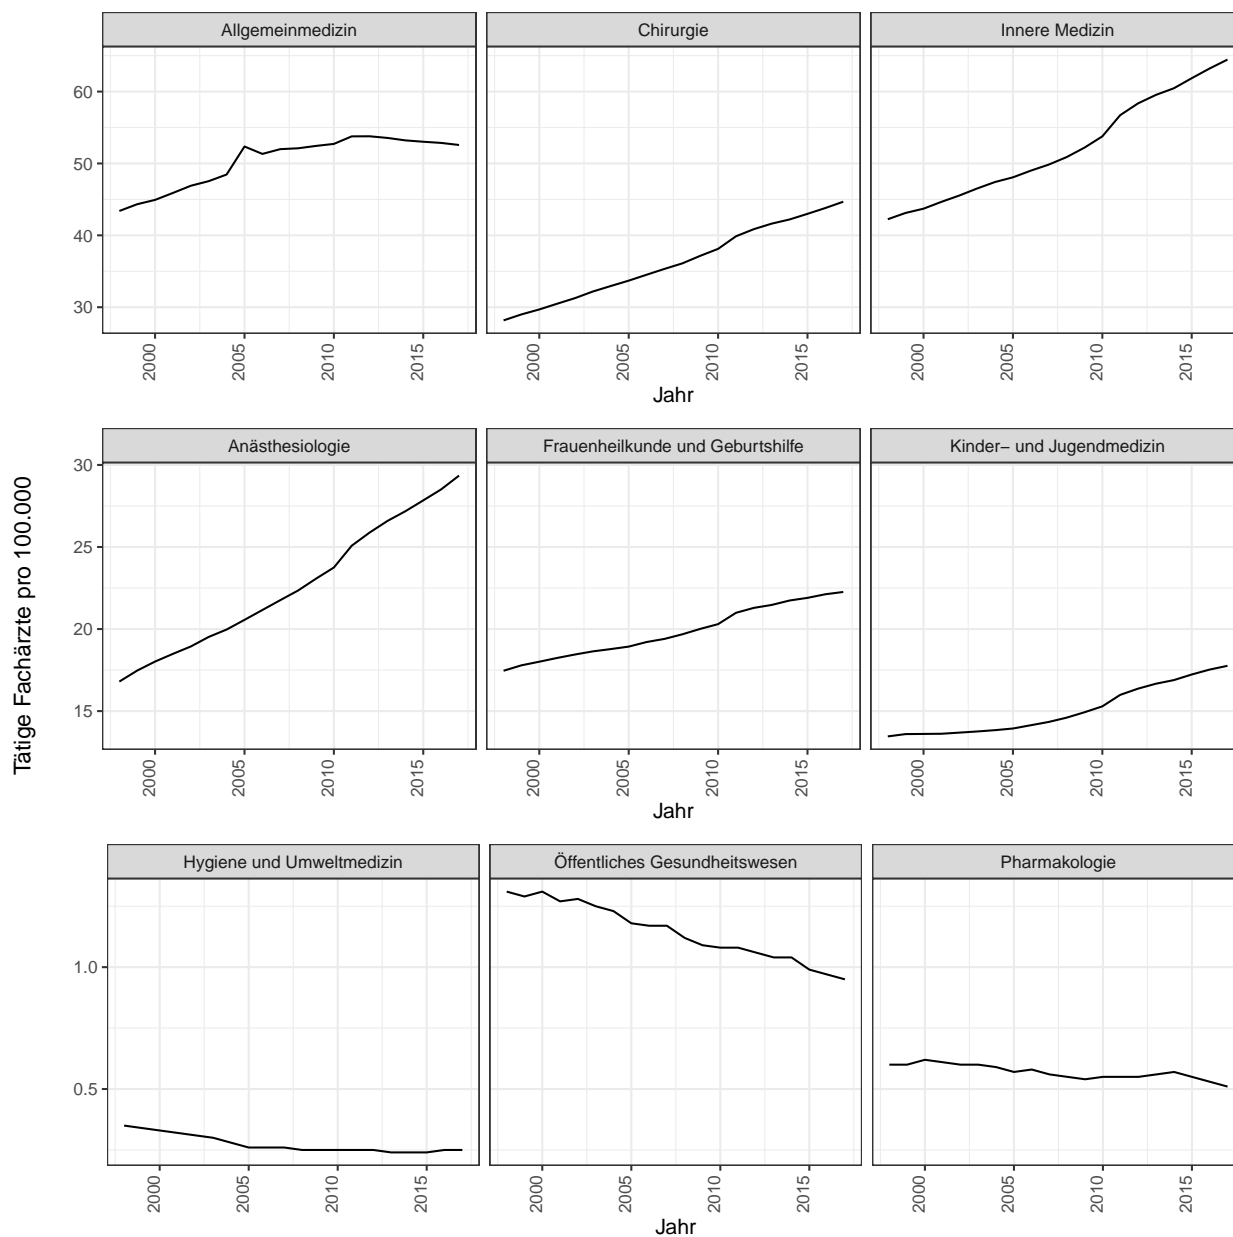 Allgemeinmedizin Chirurgie Innere Medizin
60
50
40
30
2000 2005 2010 2015 2000 2005 2010 2015 2000 2005 2010 2015
Jahr
Tätige Fachärzte pro 100.000
Anästhesiologie Frauenheilkunde und Geburtshilfe Kinder− und Jugendmedizin
30
25
20
15
2000 2005 2010 2015 2000 2005 2010 2015 2000 2005 2010 2015
Jahr
Hygiene und Umweltmedizin Öffentliches Gesundheitswesen Pharmakologie
1.0
0.5
2000 2005 2010 2015 2000 2005 2010 2015 2000 2005 2010 2015
Jahr